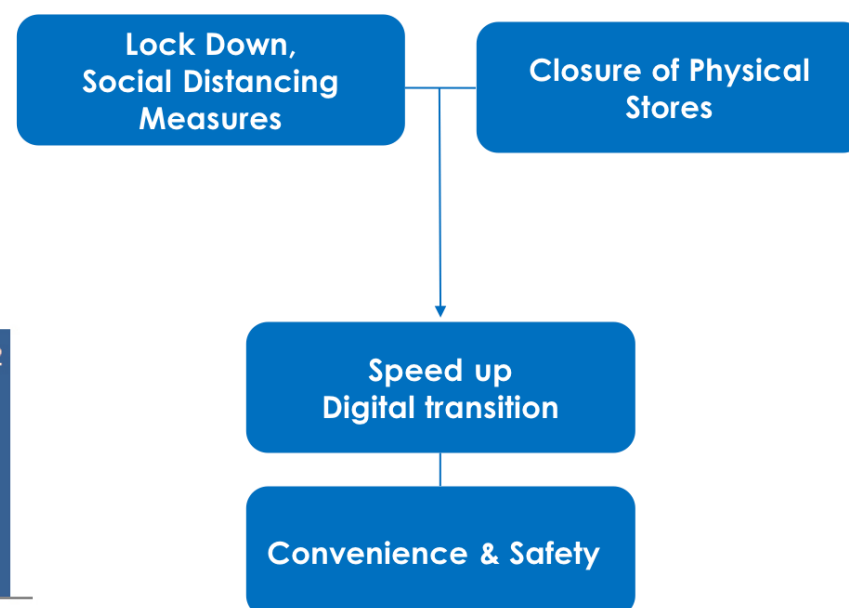 Lock Down,
Social Distancing
Measures
Closure of Physical
Stores
Speed up
Digital transition
Convenience & Safety